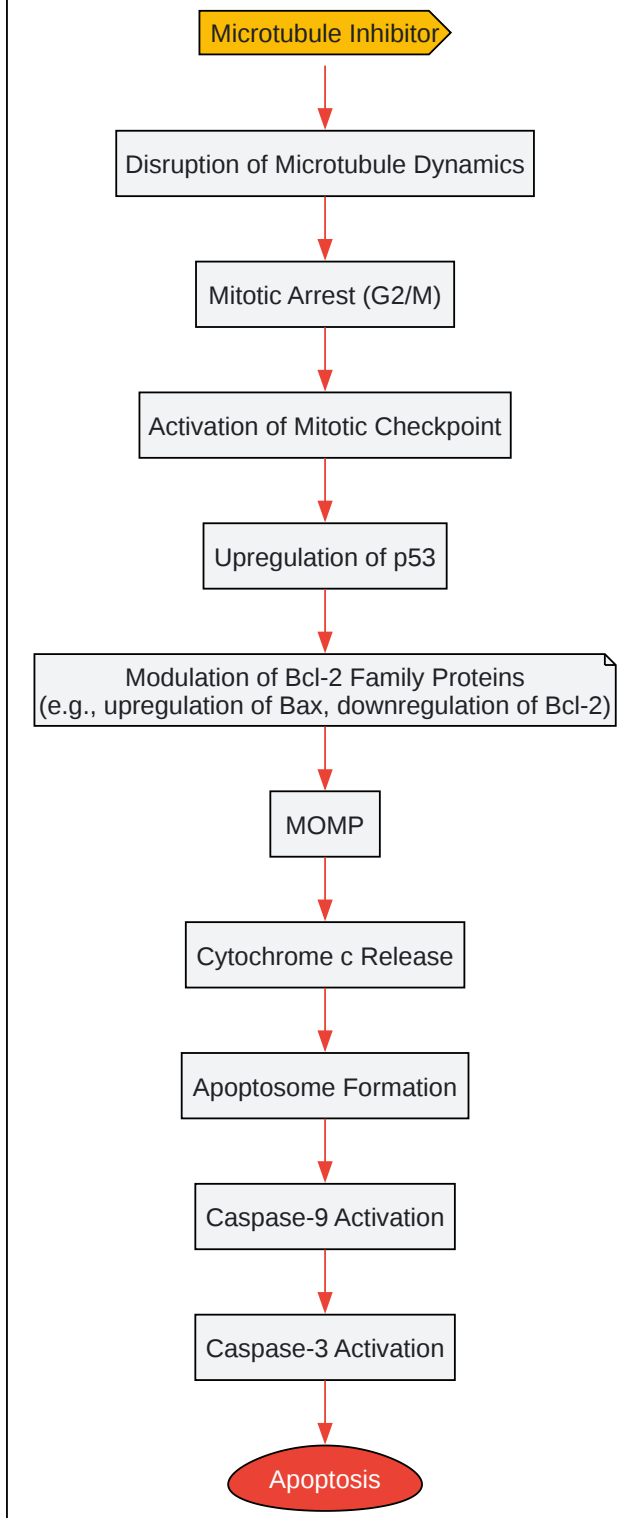 Microtubule Inhibitor
Disruption of Microtubule Dynamics
Mitotic Arrest (G2/M)
Activation of Mitotic Checkpoint
Upregulation of p53
Modulation of Bcl-2 Family Proteins
(e.g., upregulation of Bax, downregulation of Bcl-2)
MOMP
Cytochrome c Release
Apoptosome Formation
Caspase-9 Activation
Caspase-3 Activation
Apoptosis